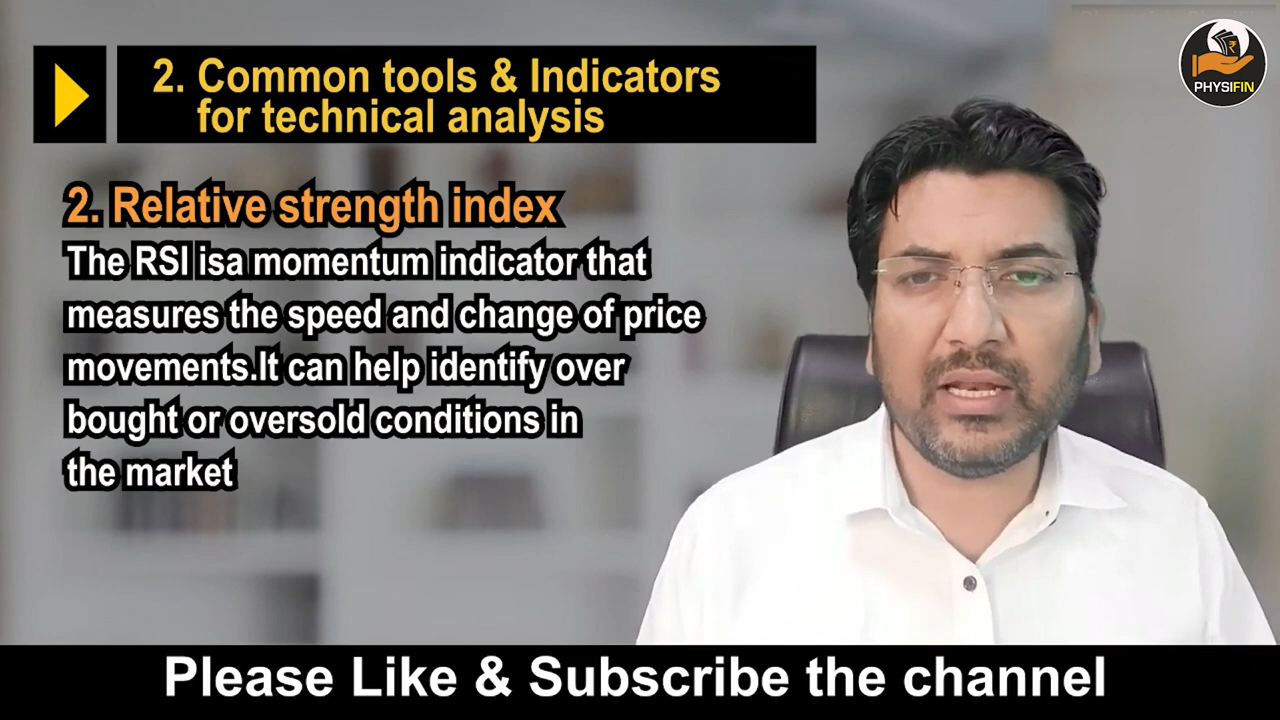 2. Common tools & Indicators
for technical analysis
PHYSIFIN
2. Relative strength index
The RSI isa momentum indicator that
measures the speed and change of price
movements.It can help identify over
bought or oversold conditions in
the market
Please Like & Subscribe the channel